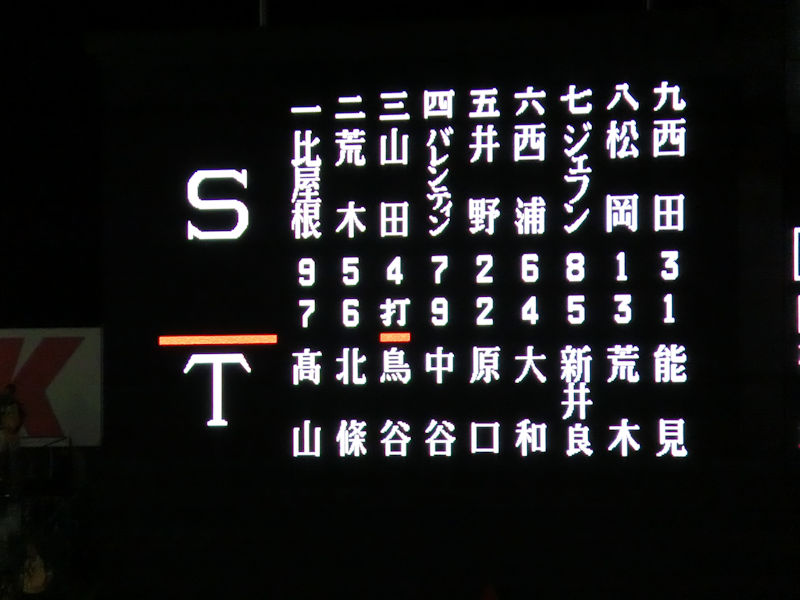 S
一 比屋根 9
二 荒木 5
三 山田 4
四 バレンティン 7
五 井野 2
六 西浦 6
七 ジェフン 8
八 松岡 1
九 西田 3
T
7 髙山
6 北條
打 鳥谷
9 中谷
2 原口
4 大和
5 新井良
3 荒木
1 能見